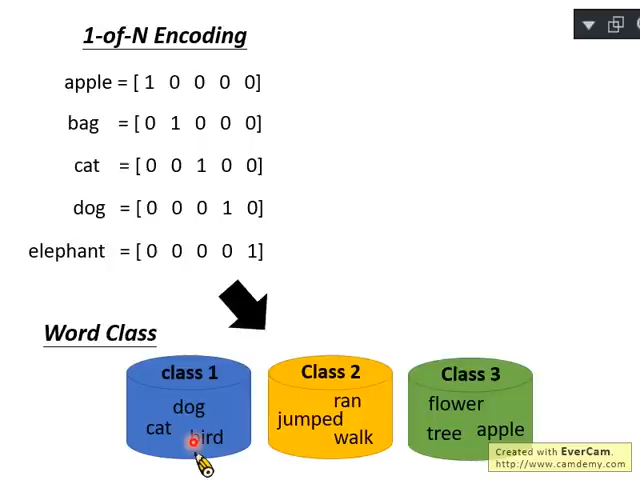 1-of-N Encoding
apple = [ 1 0 0 0 0]
bag = [ 0 1 0 0 0]
cat = [ 0 0 1 0 0]
dog = [ 0 0 0 1 0]
elephant = [ 0 0 0 0 1]
Word Class
class 1
dog
cat
bird
Class 2
ran
jumped
walk
Class 3
flower
tree
apple
Created with EverCam.
http://www.camdemy.com